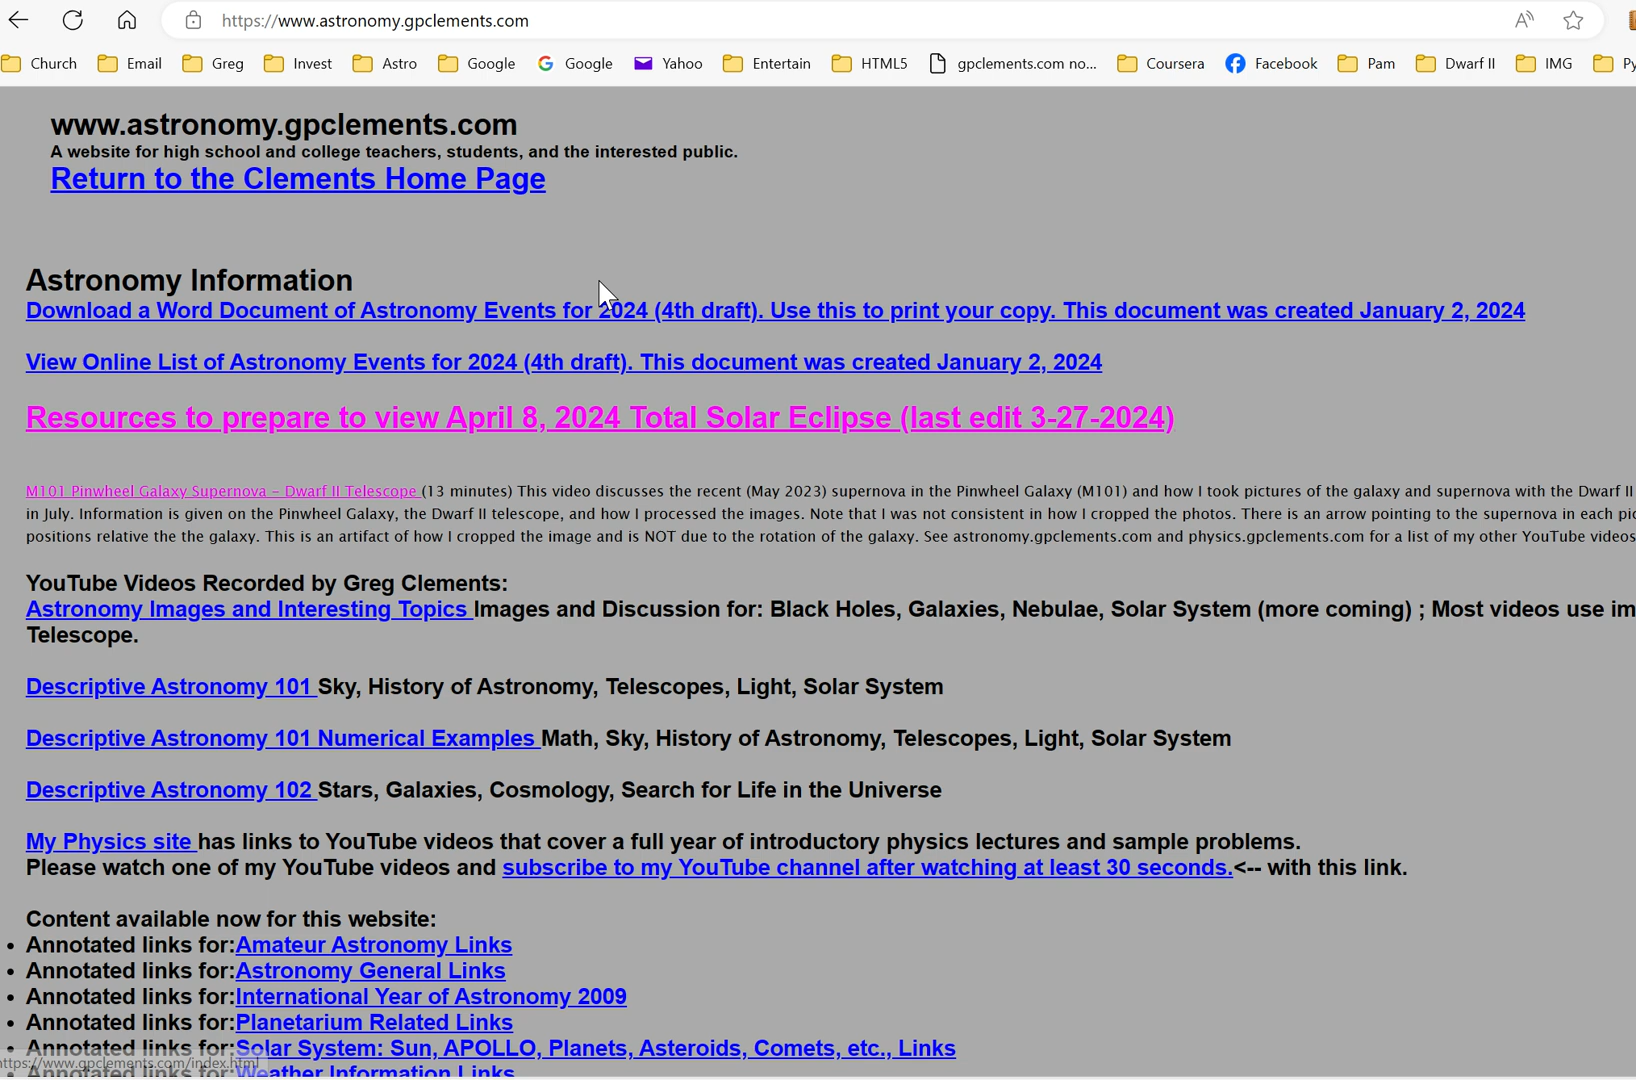 https://www.astronomy.gpclements.com
Church Email Greg Invest Astro Google Google Yahoo Entertain HTML5 gpclements.com no... Coursera Facebook Pam Dwarf II IMG Py
www.astronomy.gpclements.com
A website for high school and college teachers, students, and the interested public.
Return to the Clements Home Page
Astronomy Information
Download a Word Document of Astronomy Events for 2024 (4th draft). Use this to print your copy. This document was created January 2, 2024
View Online List of Astronomy Events for 2024 (4th draft). This document was created January 2, 2024
Resources to prepare to view April 8, 2024 Total Solar Eclipse (last edit 3-27-2024)
M101 Pinwheel Galaxy Supernova – Dwarf II Telescope (13 minutes) This video discusses the recent (May 2023) supernova in the Pinwheel Galaxy (M101) and how I took pictures of the galaxy and supernova with the Dwarf II
in July. Information is given on the Pinwheel Galaxy, the Dwarf II telescope, and how I processed the images. Note that I was not consistent in how I cropped the photos. There is an arrow pointing to the supernova in each pic
positions relative the the galaxy. This is an artifact of how I cropped the image and is NOT due to the rotation of the galaxy. See astronomy.gpclements.com and physics.gpclements.com for a list of my other YouTube videos
YouTube Videos Recorded by Greg Clements:
Astronomy Images and Interesting Topics Images and Discussion for: Black Holes, Galaxies, Nebulae, Solar System (more coming) ; Most videos use im
Telescope.
Descriptive Astronomy 101 Sky, History of Astronomy, Telescopes, Light, Solar System
Descriptive Astronomy 101 Numerical Examples Math, Sky, History of Astronomy, Telescopes, Light, Solar System
Descriptive Astronomy 102 Stars, Galaxies, Cosmology, Search for Life in the Universe
My Physics site has links to YouTube videos that cover a full year of introductory physics lectures and sample problems.
Please watch one of my YouTube videos and subscribe to my YouTube channel after watching at least 30 seconds.<-- with this link.
Content available now for this website:
• Annotated links for:Amateur Astronomy Links
• Annotated links for:Astronomy General Links
• Annotated links for:International Year of Astronomy 2009
• Annotated links for:Planetarium Related Links
• Annotated links for:Solar System: Sun, APOLLO, Planets, Asteroids, Comets, etc., Links
ttps://www.gpclements.com/index.html
• Annotated links for:Weather Information Links